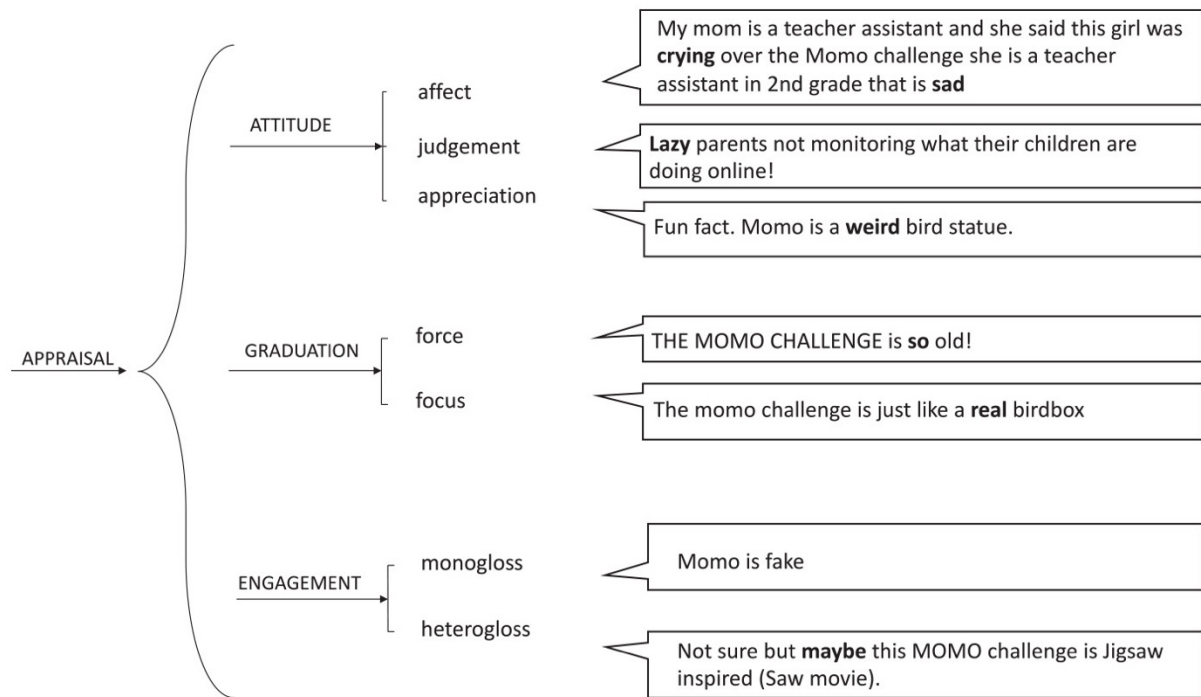 My mom is a teacher assistant and she said this girl was
crying over the Momo challenge she is a teacher
assistant in 2nd grade that is sad
affect
ATTITUDE
judgement
Lazy parents not monitoring what their children are
doing online!
appreciation
Fun fact. Momo is a weird bird statue.
force
THE MOMO CHALLENGE is so old!
GRADUATION
APPRAISAL
focus
The momo challenge is just like a real birdbox
monogloss
Momo is fake
ENGAGEMENT
heterogloss
Not sure but maybe this MOMO challenge is Jigsaw
inspired (Saw movie).